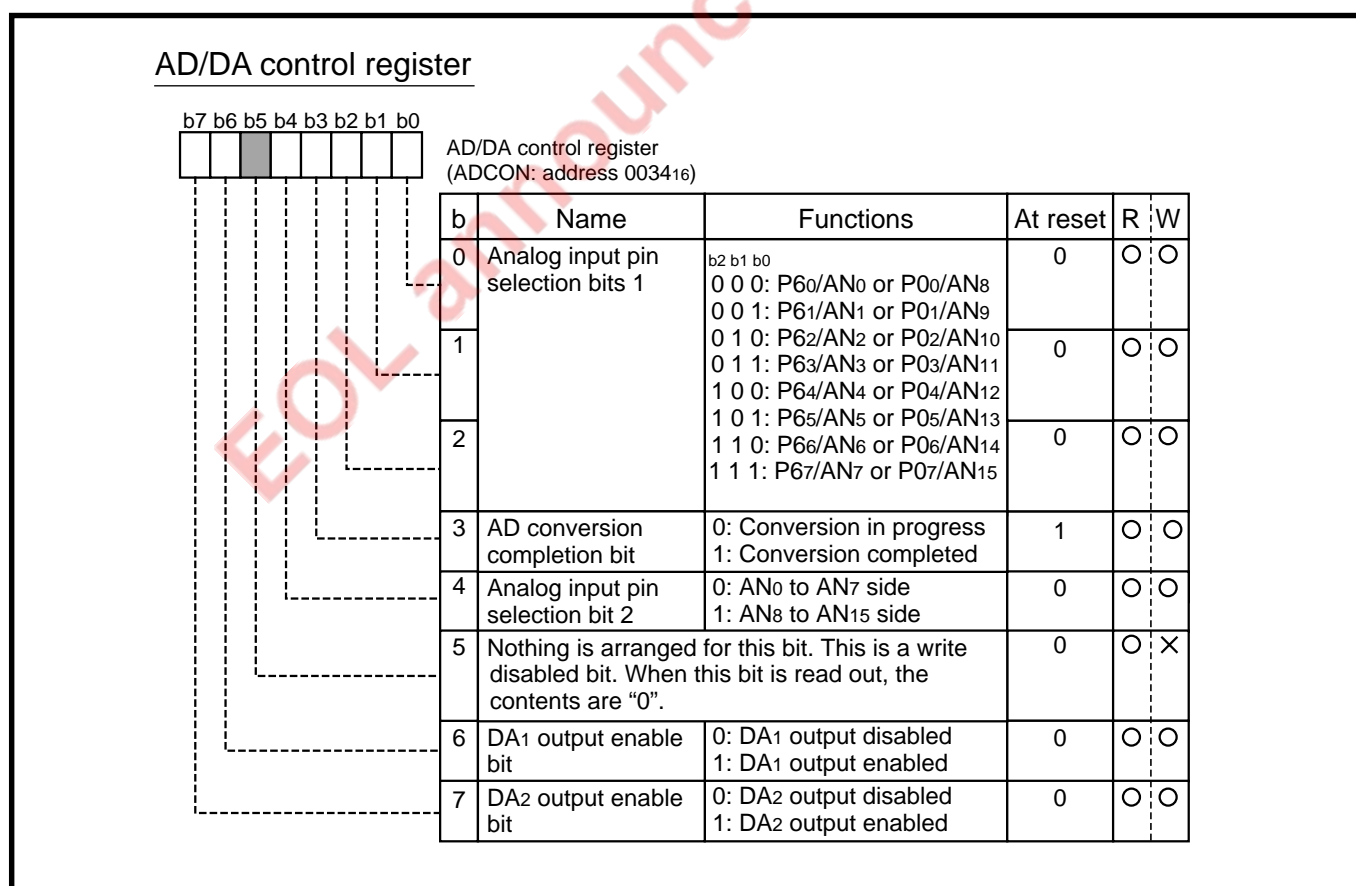 EOL announc
AD/DA control register
b7 b6 b5 b4 b3 b2 b1 b0
AD/DA control register
(ADCON: address 0034₁₆)
b Name Functions At reset R W
0 Analog input pin selection bits 1 0 ○ ○
b2 b1 b0
0 0 0: P6₀/AN₀ or P0₀/AN₈
0 0 1: P6₁/AN₁ or P0₁/AN₉
1 0 ○ ○
0 1 0: P6₂/AN₂ or P0₂/AN₁₀
0 1 1: P6₃/AN₃ or P0₃/AN₁₁
1 0 0: P6₄/AN₄ or P0₄/AN₁₂
1 0 1: P6₅/AN₅ or P0₅/AN₁₃
2 0 ○ ○
1 1 0: P6₆/AN₆ or P0₆/AN₁₄
1 1 1: P6₇/AN₇ or P0₇/AN₁₅
3 AD conversion 0: Conversion in progress 1 ○ ○
completion bit 1: Conversion completed
4 Analog input pin 0: AN₀ to AN₇ side 0 ○ ○
selection bit 2 1: AN₈ to AN₁₅ side
5 Nothing is arranged for this bit. This is a write 0 ○ ×
disabled bit. When this bit is read out, the
contents are “0”.
6 DA₁ output enable 0: DA₁ output disabled 0 ○ ○
bit 1: DA₁ output enabled
7 DA₂ output enable 0: DA₂ output disabled 0 ○ ○
bit 1: DA₂ output enabled